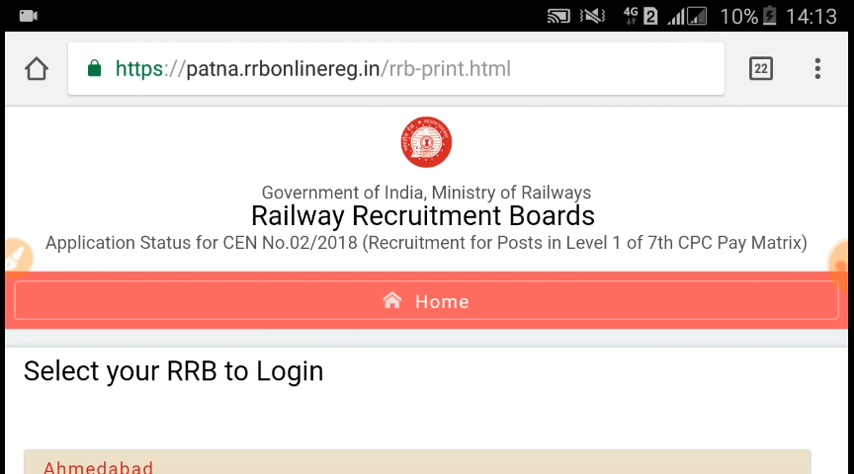 4G 2 10% 14:13
https://patna.rrbonlinereg.in/rrb-print.html 22
Government of India, Ministry of Railways
Railway Recruitment Boards
Application Status for CEN No.02/2018 (Recruitment for Posts in Level 1 of 7th CPC Pay Matrix)
Home
Select your RRB to Login
Ahmedabad